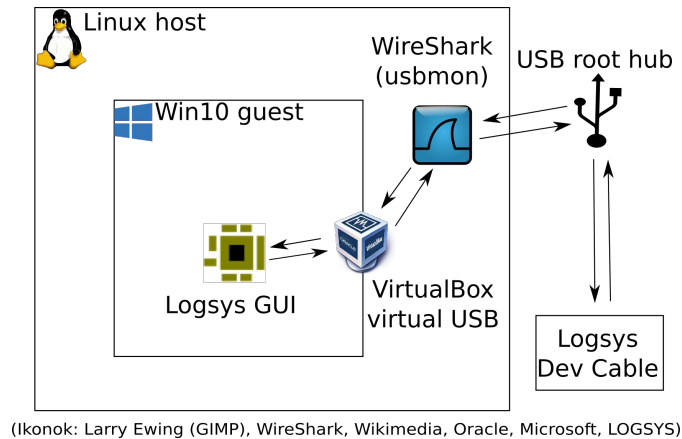 Linux host
WireShark
(usbmon)
USB root hub
Win10 guest
Logsys GUI
VirtualBox
virtual USB
Logsys
Dev Cable
(Ikonok: Larry Ewing (GIMP), WireShark, Wikimedia, Oracle, Microsoft, LOGSYS)